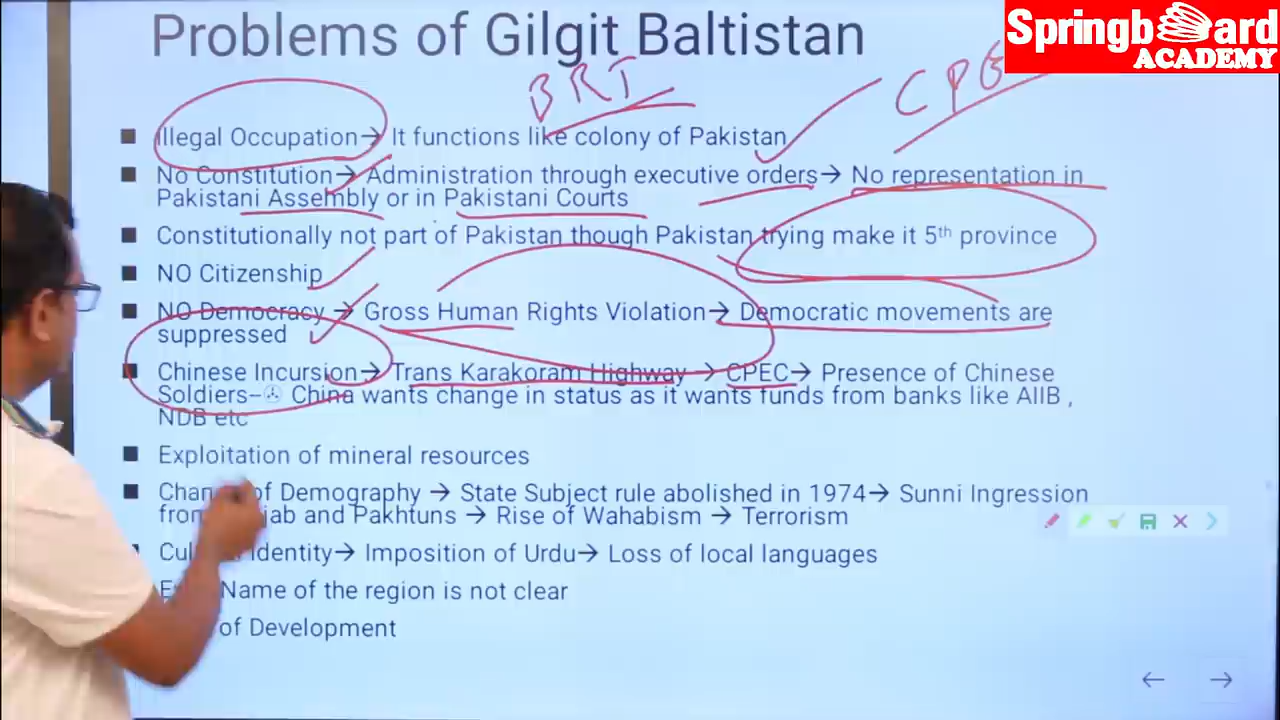 Springboard
ACADEMY
Problems of Gilgit Baltistan
BRI
■ Illegal Occupation→ It functions like colony of Pakistan
■ No Constitution→ Administration through executive orders→ No representation in
Pakistani Assembly or in Pakistani Courts
■ Constitutionally not part of Pakistan though Pakistan trying make it 5th province
■ NO Citizenship
■ NO Democracy → Gross Human Rights Violation→ Democratic movements are
suppressed
■ Chinese Incursion→ Trans Karakoram Highway → CPEC→ Presence of Chinese
Soldiers– China wants change in status as it wants funds from banks like AIIB ,
NDB etc
■ Exploitation of mineral resources
■ of Demography → State Subject rule abolished in 1974→ Sunni Ingression
and Pakhtuns → Rise of Wahabism → Terrorism
Identity→ Imposition of Urdu→ Loss of local languages
Name of the region is not clear
of Development